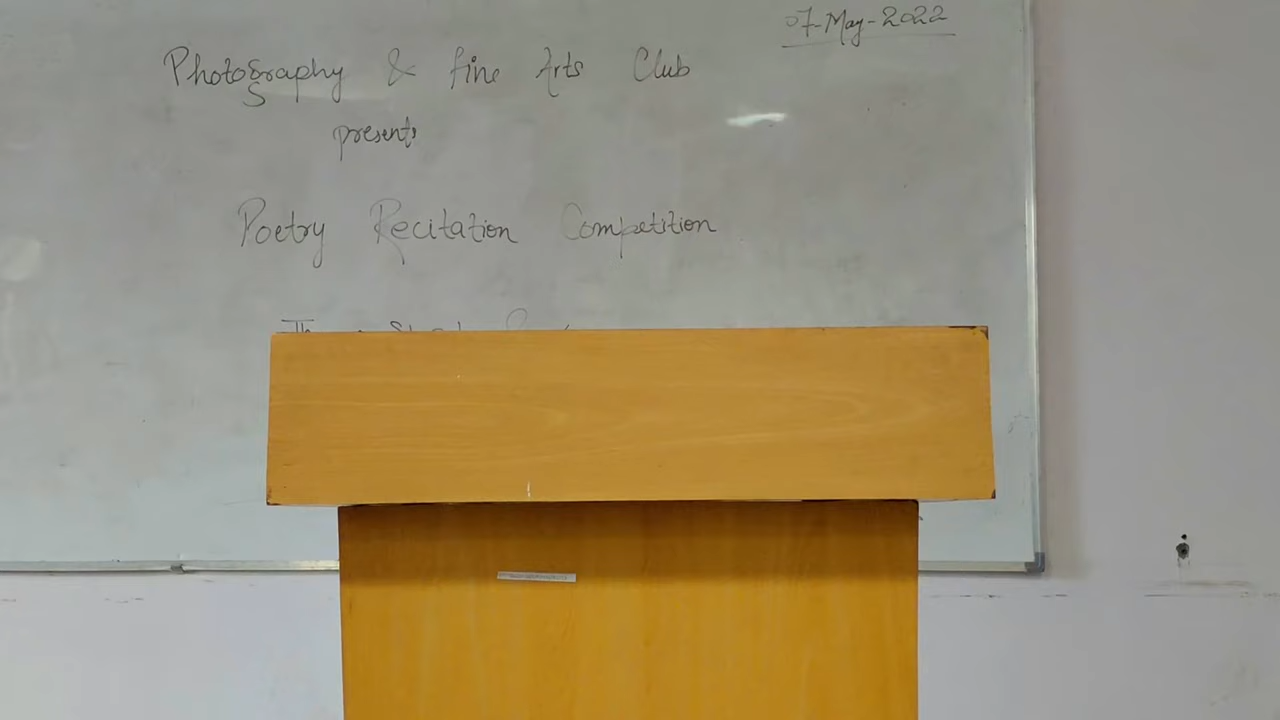 07-May-2022
Photography & fine Arts Club
presents
Poetry Recitation Competition